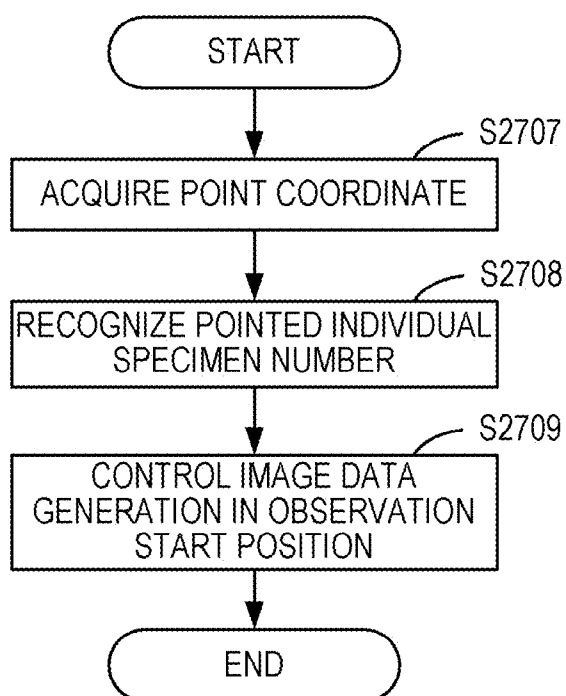 START
S2707
ACQUIRE POINT COORDINATE
S2708
RECOGNIZE POINTED INDIVIDUAL
SPECIMEN NUMBER
S2709
CONTROL IMAGE DATA
GENERATION IN OBSERVATION
START POSITION
END